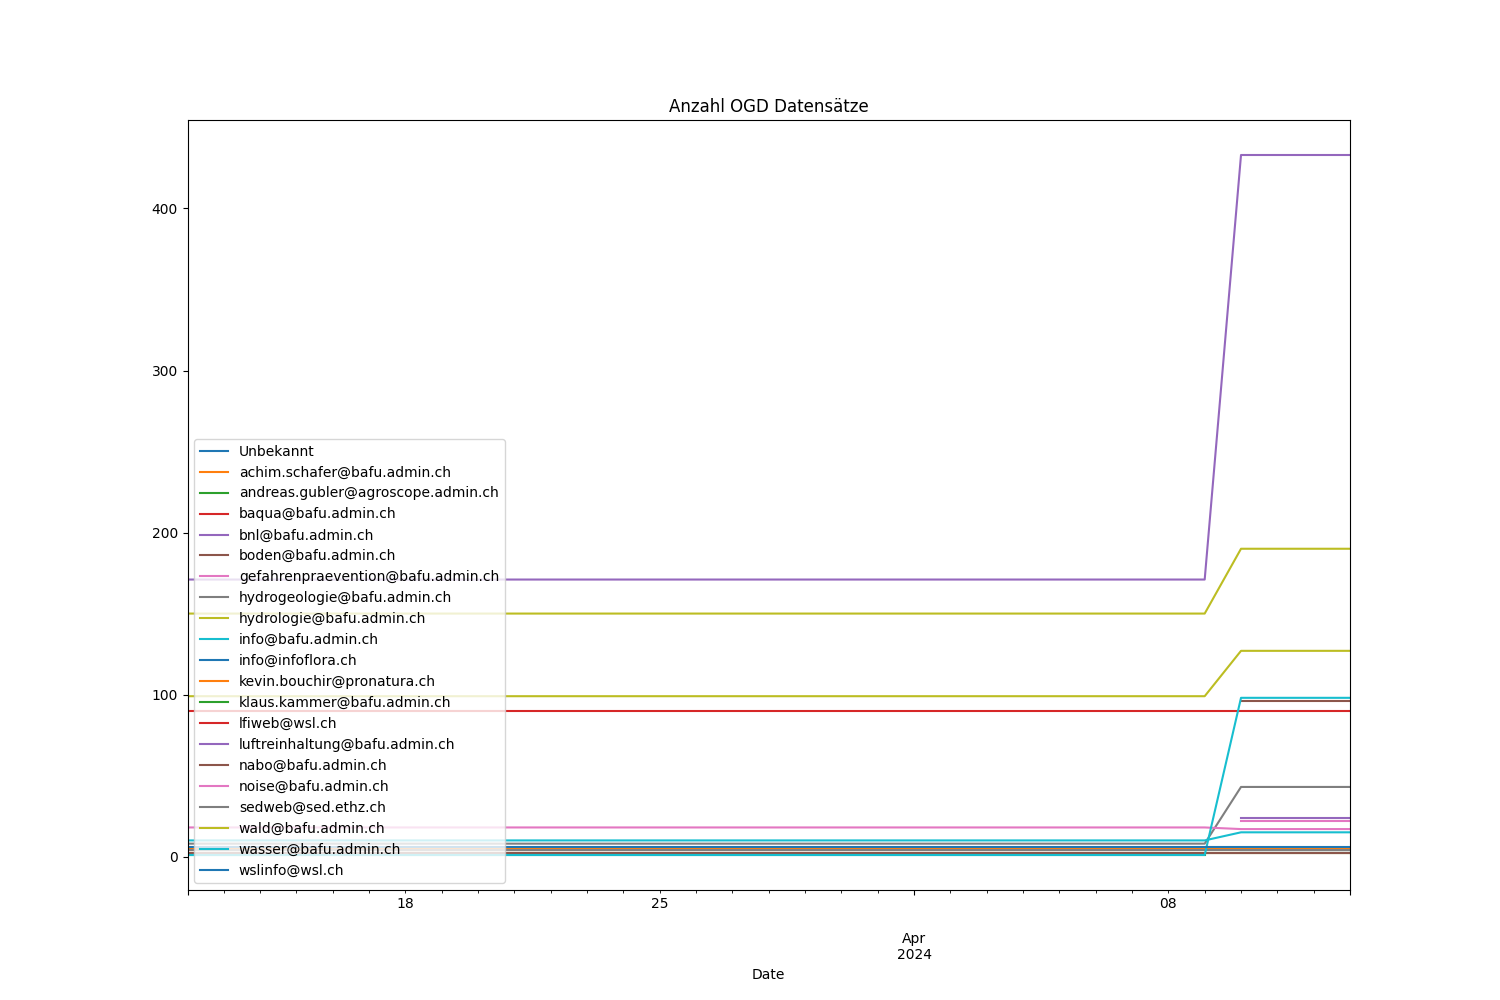 Anzahl OGD Datensätze
400
300
200
100
0
Unbekannt
achim.schafer@bafu.admin.ch
andreas.gubler@agroscope.admin.ch
baqua@bafu.admin.ch
bnl@bafu.admin.ch
boden@bafu.admin.ch
gefahrenpraevention@bafu.admin.ch
hydrogeologie@bafu.admin.ch
hydrologie@bafu.admin.ch
info@bafu.admin.ch
info@infoflora.ch
kevin.bouchir@pronatura.ch
klaus.kammer@bafu.admin.ch
lfiweb@wsl.ch
luftreinhaltung@bafu.admin.ch
nabo@bafu.admin.ch
noise@bafu.admin.ch
sedweb@sed.ethz.ch
wald@bafu.admin.ch
wasser@bafu.admin.ch
wslinfo@wsl.ch
18 25 08
Apr
2024
Date